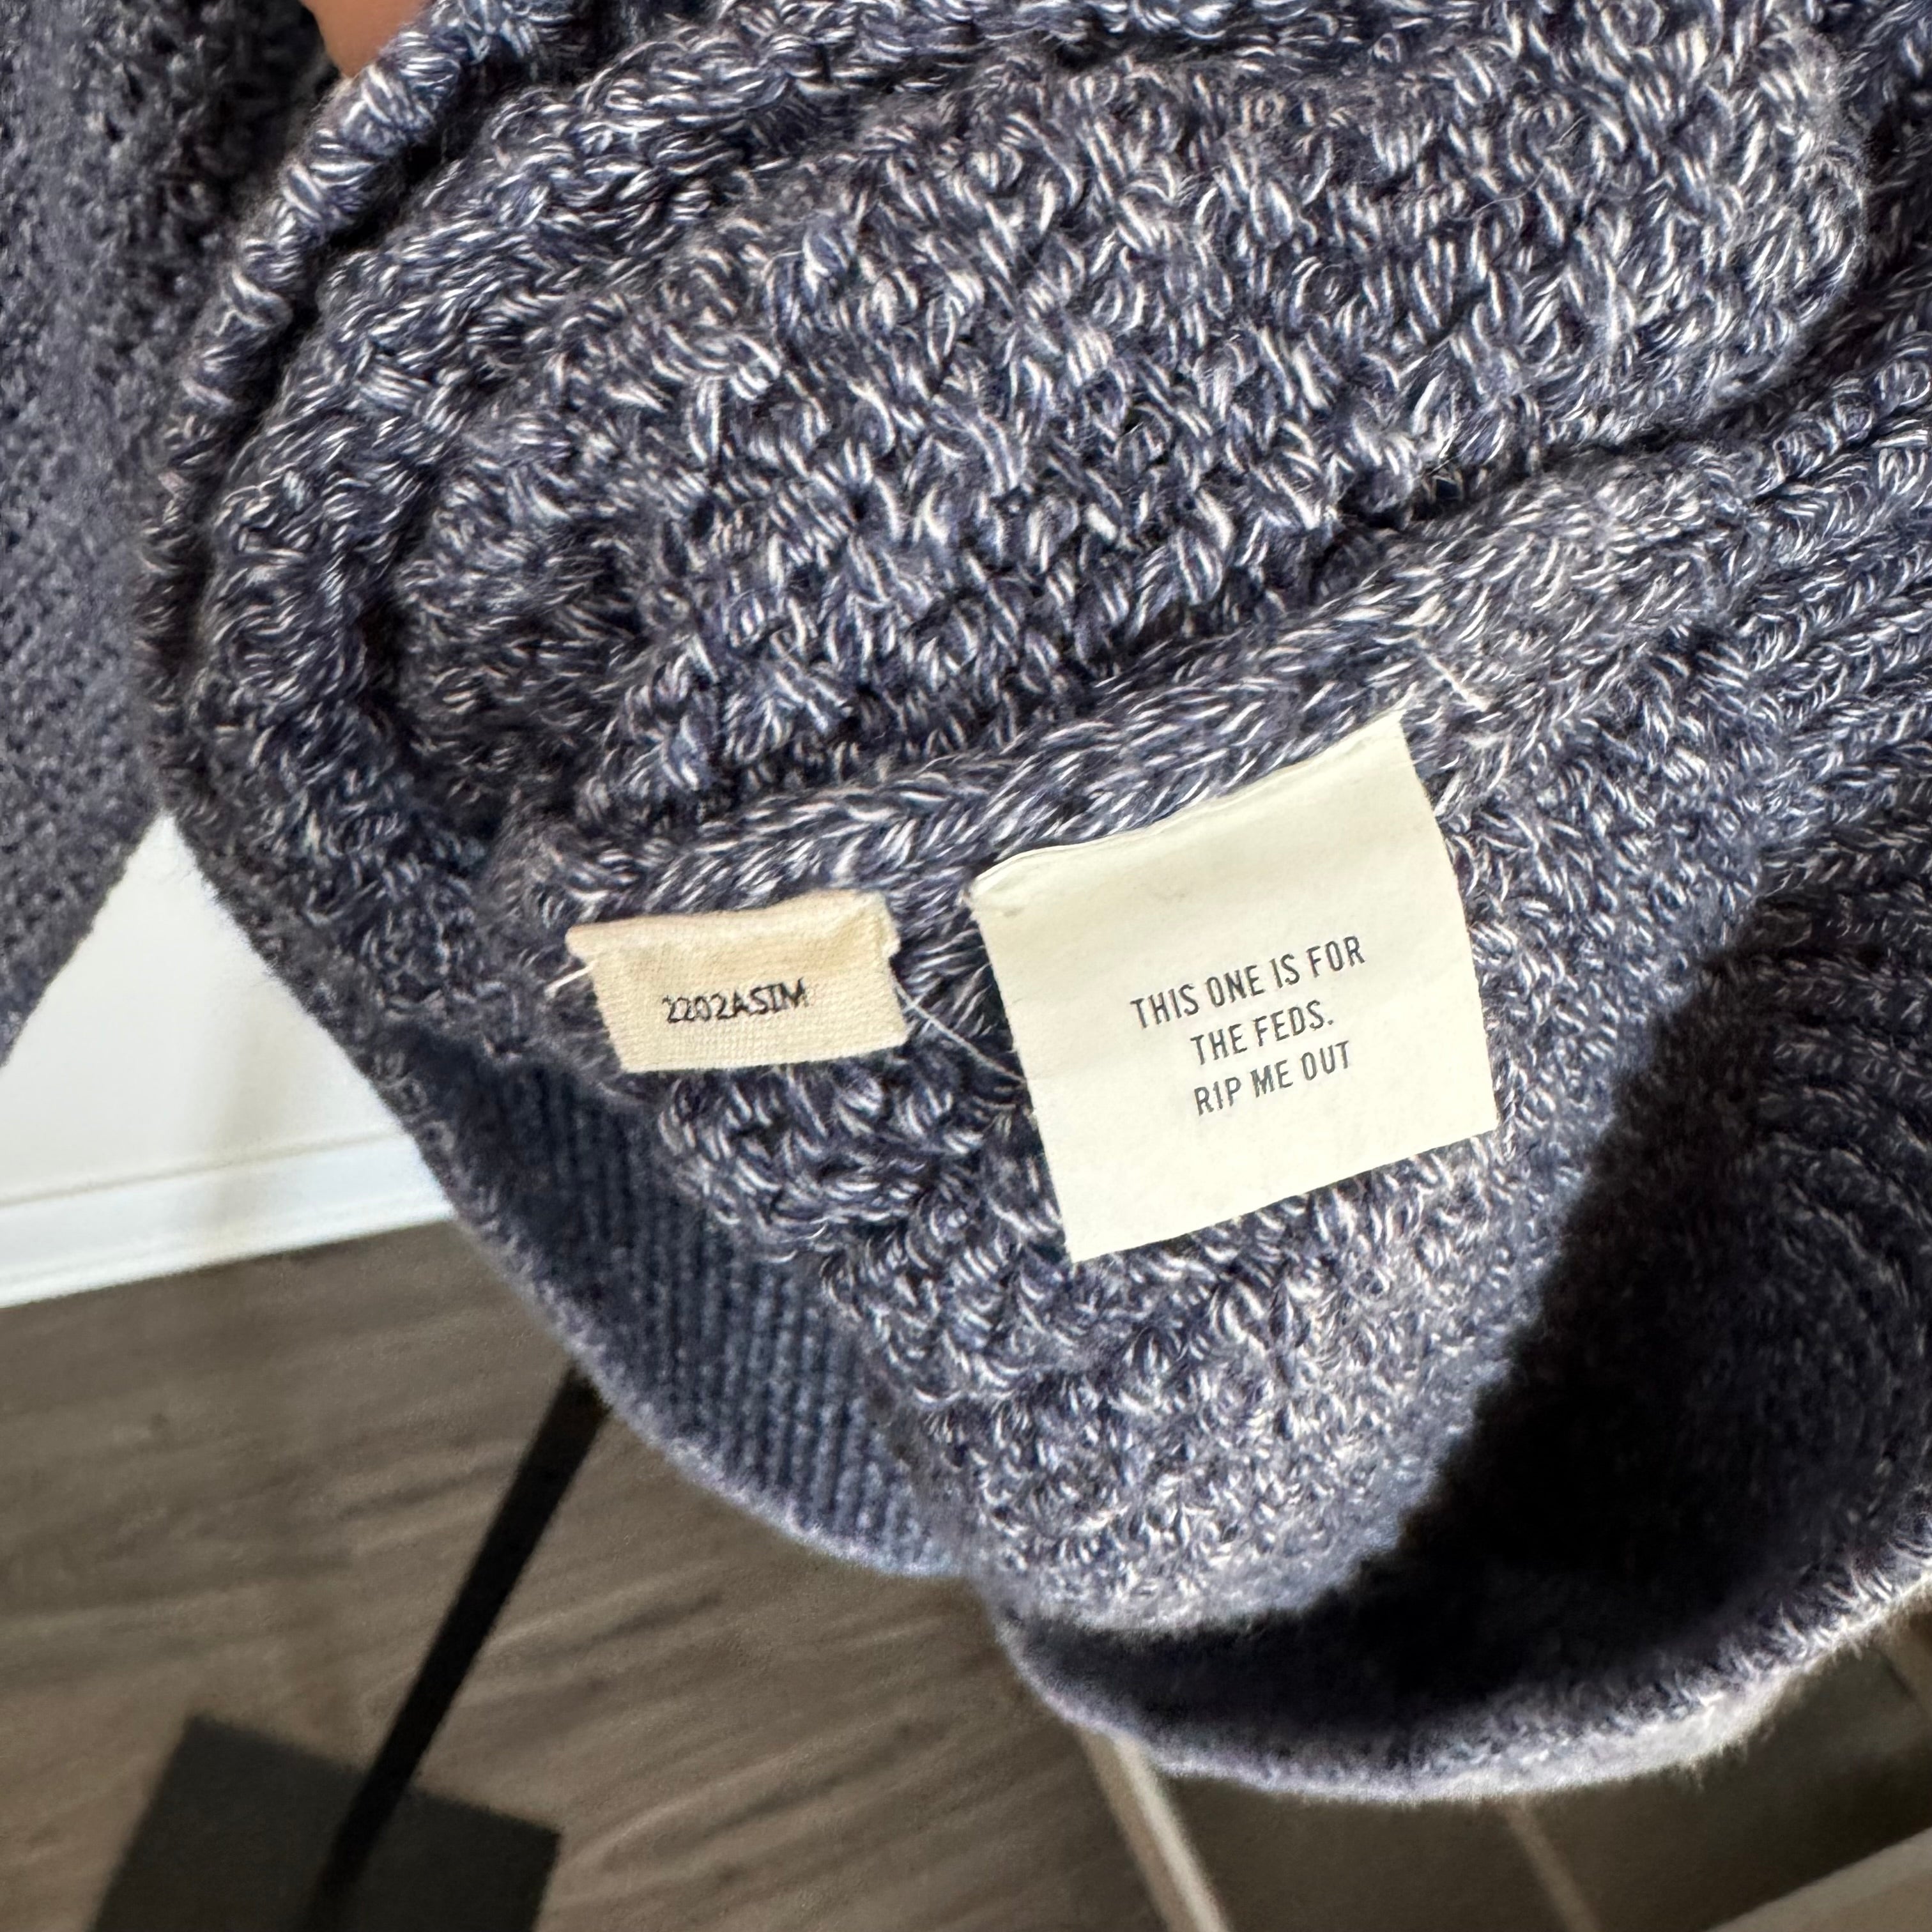 2202ASIM
THIS ONE IS FOR
THE FEDS.
RIP ME OUT